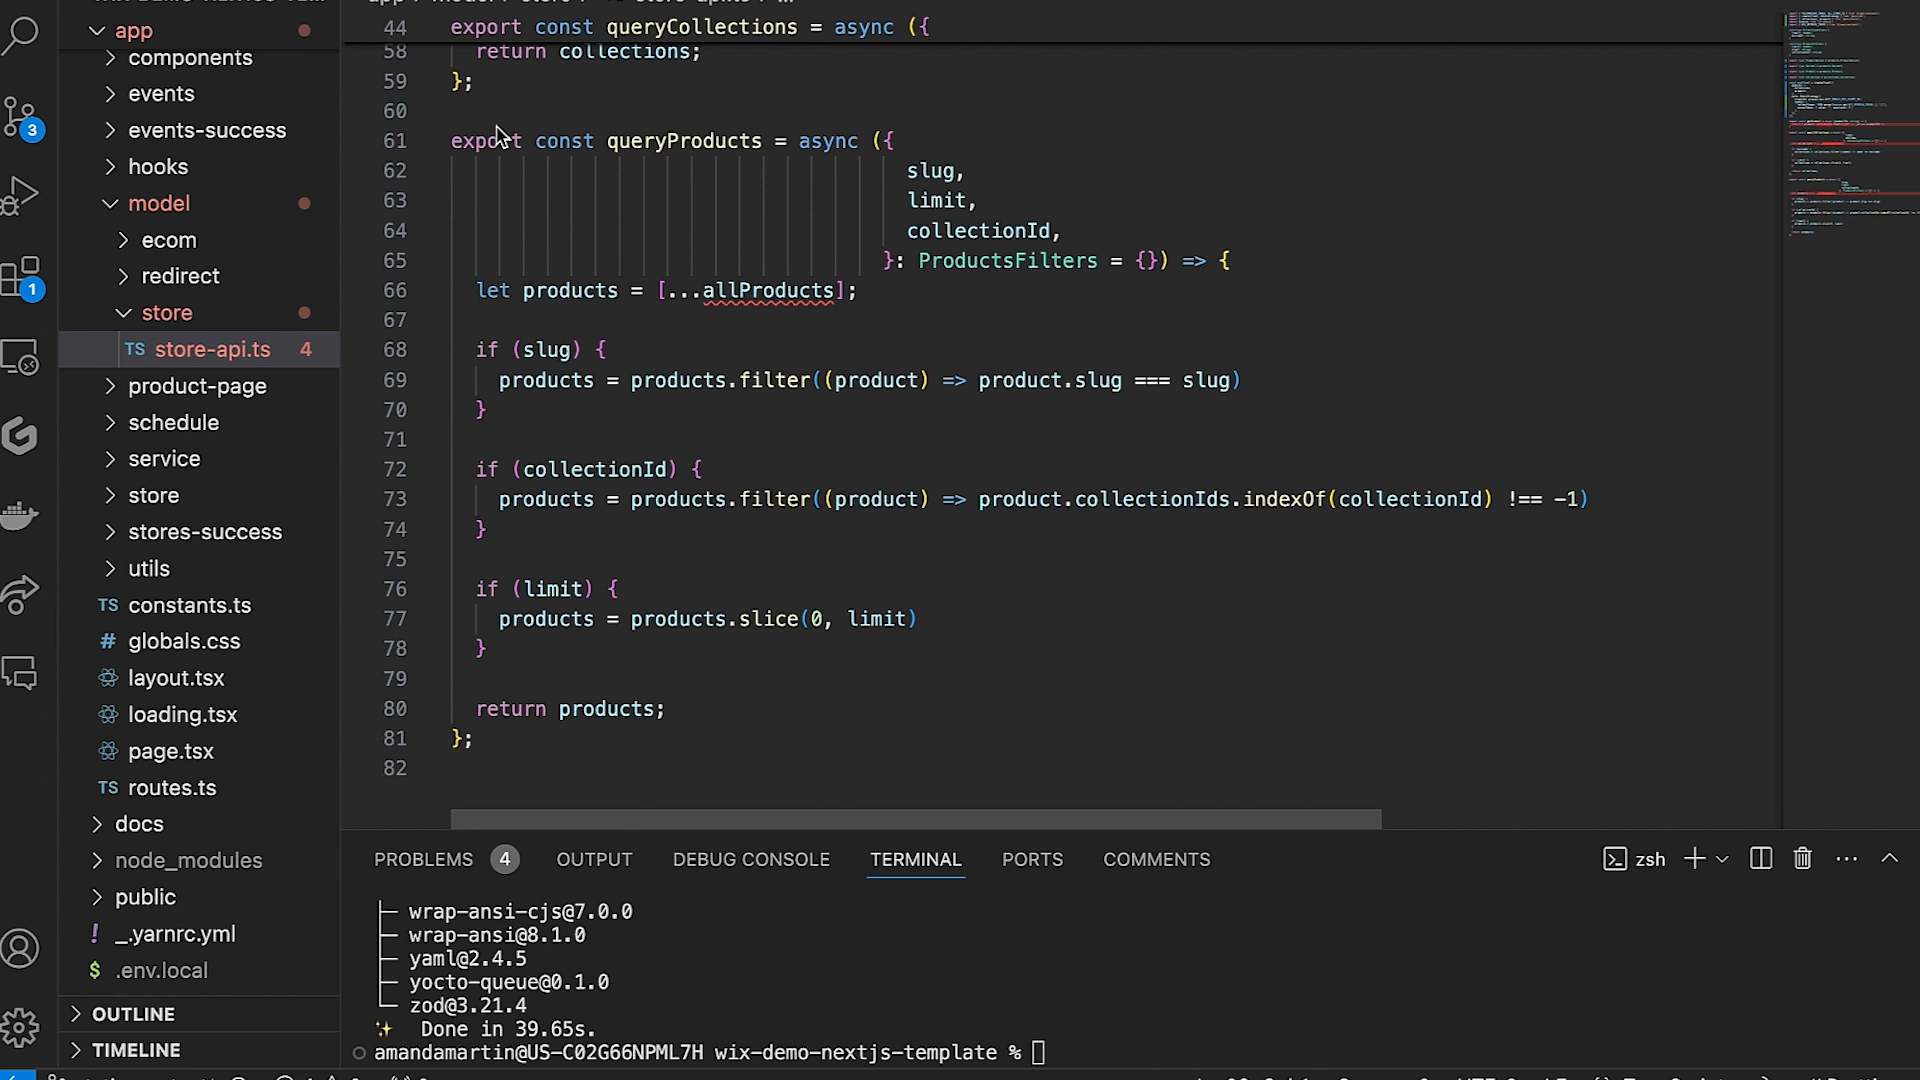 app
components
events
events-success
hooks
model
ecom
redirect
store
TS store-api.ts 4
product-page
schedule
service
store
stores-success
utils
TS constants.ts
# globals.css
layout.tsx
loading.tsx
page.tsx
TS routes.ts
docs
node_modules
public
! _.yarnrc.yml
$ .env.local
OUTLINE
TIMELINE
3
1
44 export const queryCollections = async ({
58 return collections;
59 };
60
61 export const queryProducts = async ({
62 slug,
63 limit,
64 collectionId,
65 }: ProductsFilters = {}) => {
66 let products = [...allProducts];
67
68 if (slug) {
69 products = products.filter((product) => product.slug === slug)
70 }
71
72 if (collectionId) {
73 products = products.filter((product) => product.collectionIds.indexOf(collectionId) !== -1)
74 }
75
76 if (limit) {
77 products = products.slice(0, limit)
78 }
79
80 return products;
81 };
82
PROBLEMS 4 OUTPUT DEBUG CONSOLE TERMINAL PORTS COMMENTS zsh
├─ wrap-ansi-cjs@7.0.0
├─ wrap-ansi@8.1.0
├─ yaml@2.4.5
├─ yocto-queue@0.1.0
└─ zod@3.21.4
✨ Done in 39.65s.
amandamartin@US-C02G66NPML7H wix-demo-nextjs-template %